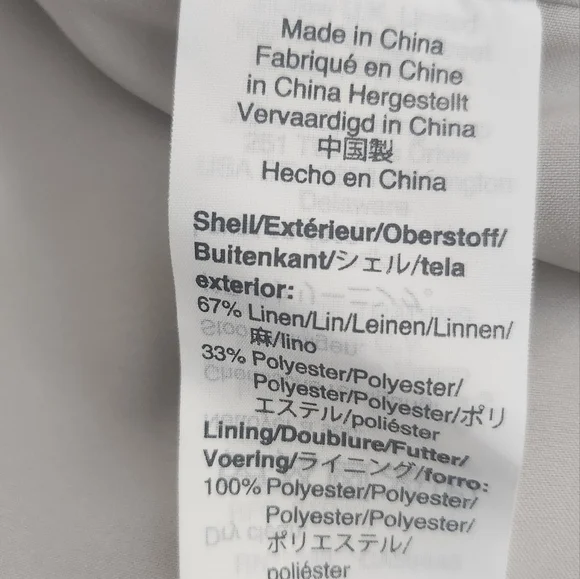 Made in China
Fabriqué en Chine
in China Hergestellt
Vervaardigd in China
中国製
Hecho en China
Shell/Extérieur/Oberstoff/
Buitenkant/シェル/tela
exterior:
67% Linen/Lin/Leinen/Linnen/
麻/lino
33% Polyester/Polyester/
Polyester/Polyester/ポリ
エステル/poliéster
Lining/Doublure/Futter/
Voering/ライニング/forro:
100% Polyester/Polyester/
Polyester/Polyester/
ポリエステル/
poliéster